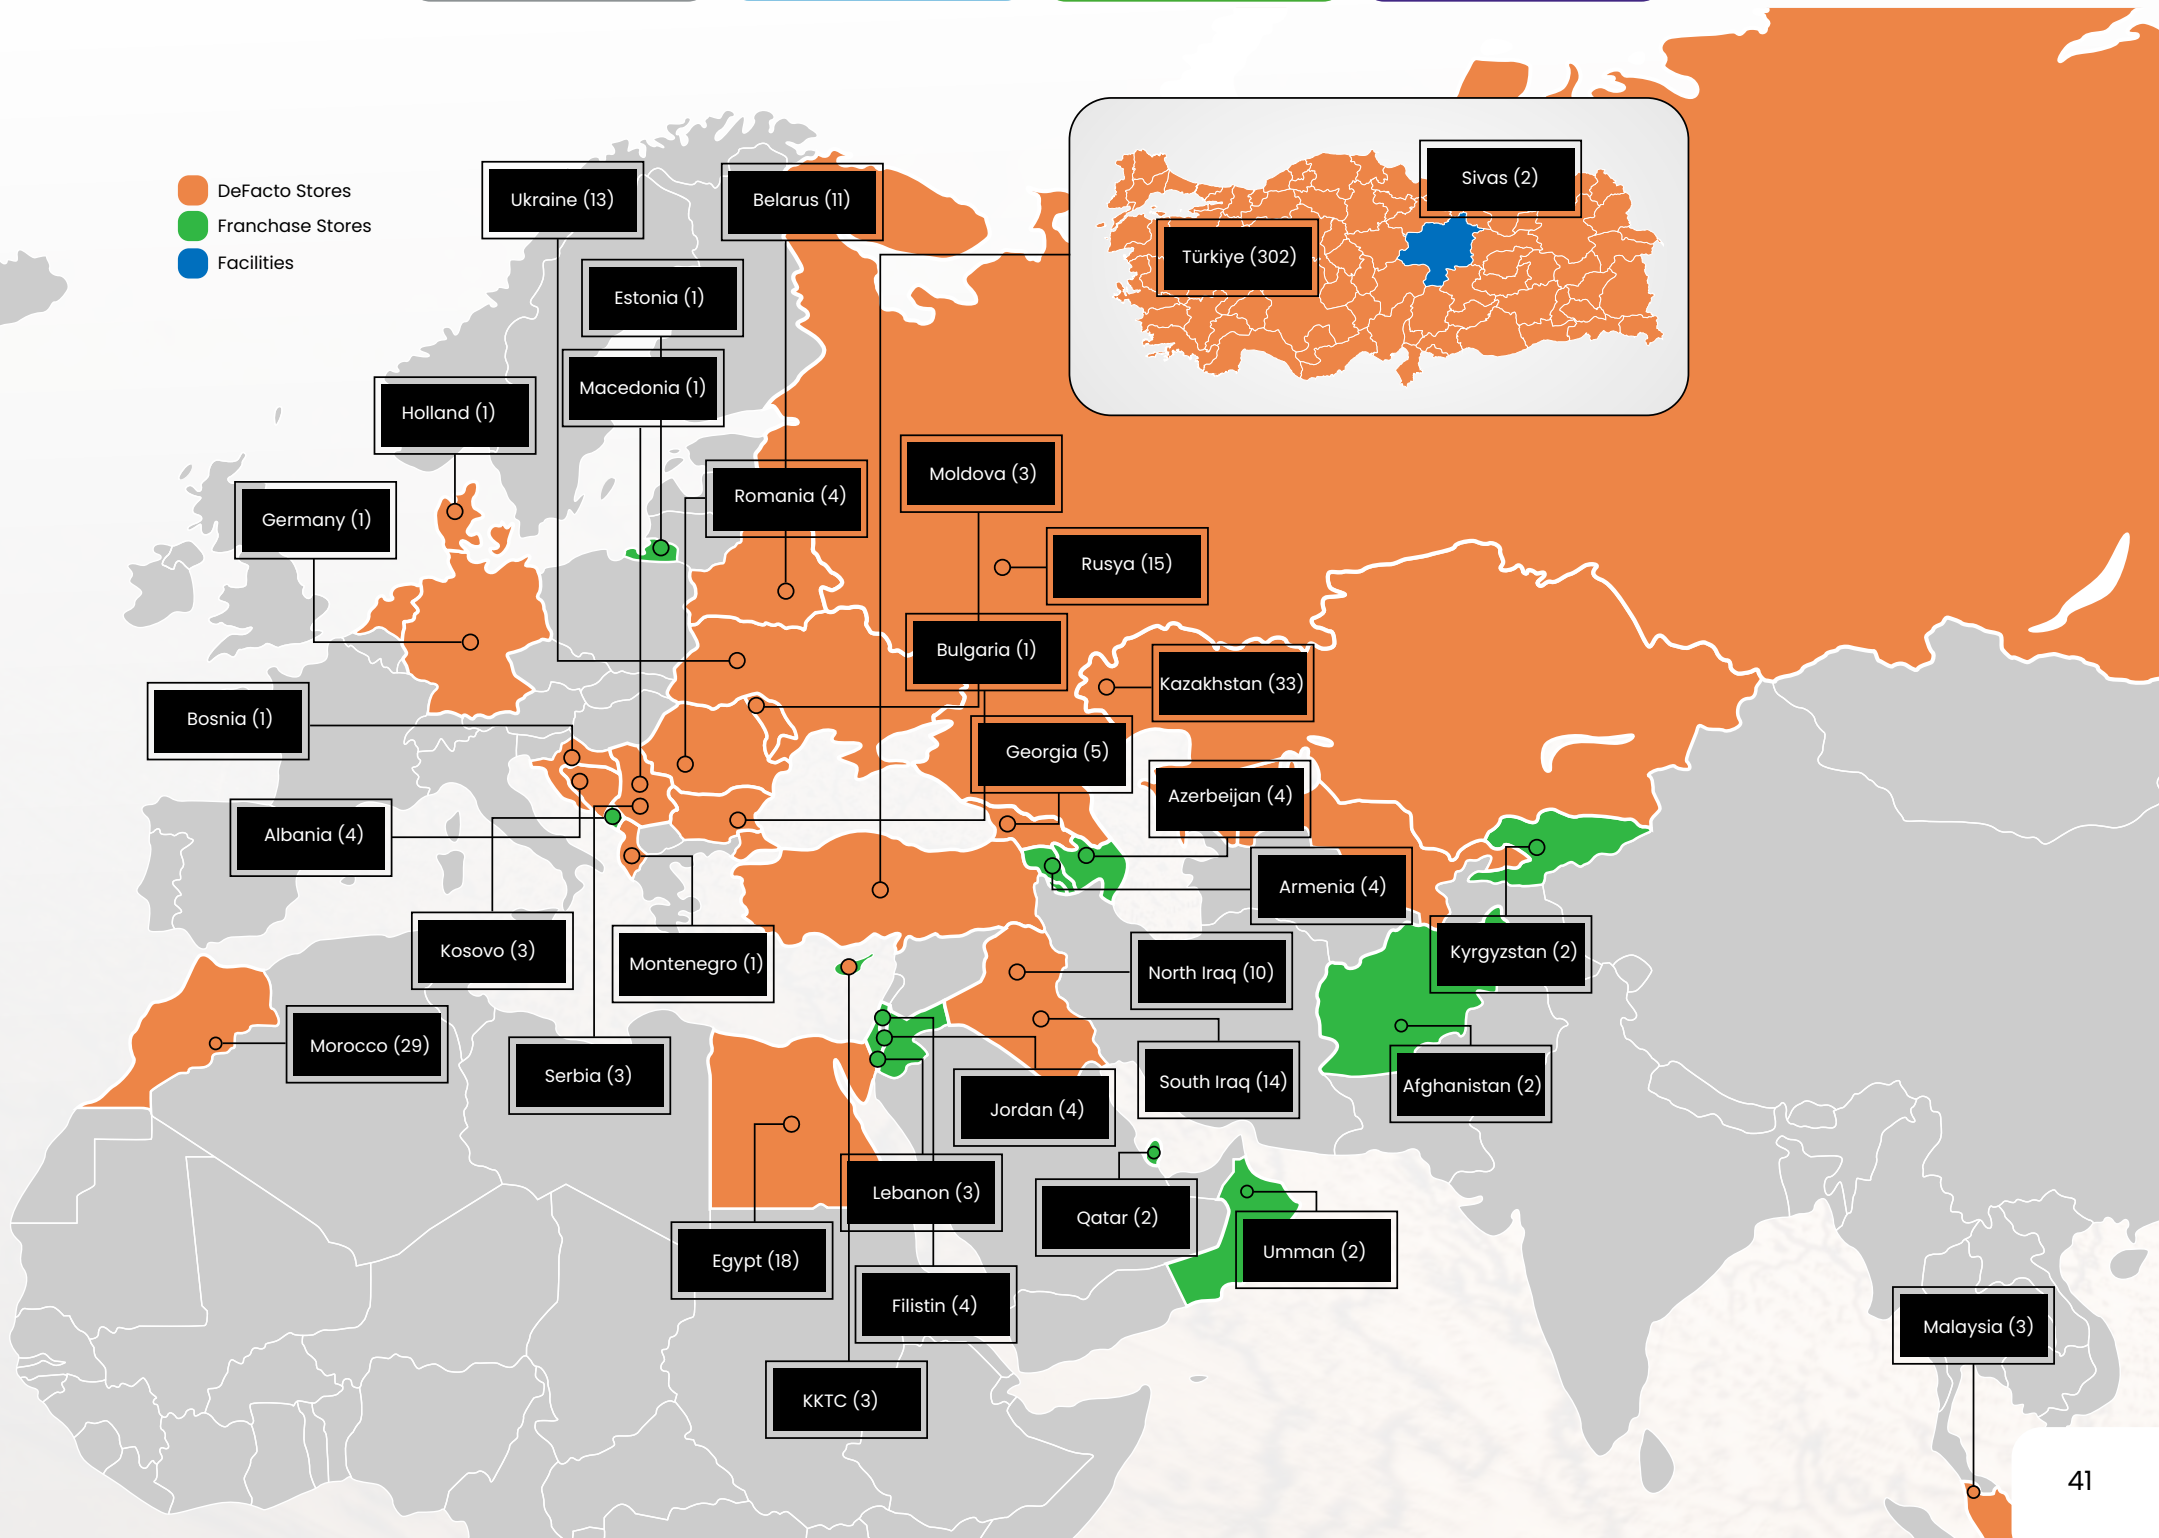 DeFacto Stores
Franchase Stores
Facilities
Ukraine (13)
Belarus (11)
Sivas (2)
Türkiye (302)
Estonia (1)
Macedonia (1)
Holland (1)
Romania (4)
Moldova (3)
Germany (1)
Rusya (15)
Bulgaria (1)
Kazakhstan (33)
Bosnia (1)
Georgia (5)
Azerbeijan (4)
Albania (4)
Armenia (4)
Kosovo (3)
Montenegro (1)
North Iraq (10)
Kyrgyzstan (2)
Morocco (29)
Serbia (3)
South Iraq (14)
Afghanistan (2)
Jordan (4)
Lebanon (3)
Qatar (2)
Umman (2)
Egypt (18)
Filistin (4)
Malaysia (3)
KKTC (3)
41